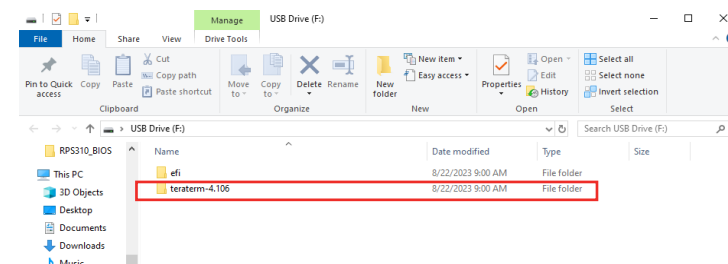 Manage
USB Drive (F:)
File
Home
Share
View
Drive Tools
Pin to Quick access
Copy
Paste
Cut
Copy path
Paste shortcut
Clipboard
Move to
Copy to
Delete
Rename
Organize
New folder
New item
Easy access
New
Properties
Open
Edit
History
Open
Select all
Select none
Invert selection
Select
USB Drive (F:)
Search USB Drive (F:)
RPS310_BIOS
This PC
3D Objects
Desktop
Documents
Downloads
Music
Name
Date modified
Type
Size
efi
8/22/2023 9:00 AM
File folder
teraterm-4.106
8/22/2023 9:00 AM
File folder